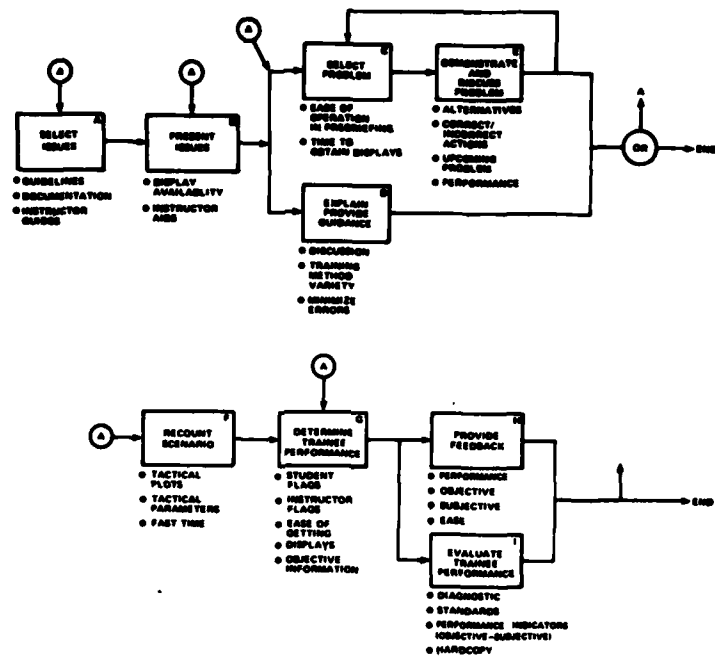 A
A
A
A
SELECT
ISSUES
B
PRESENT
ISSUES
C
SELECT
PROBLEM
E
DEMONSTRATE
AND
DISCUSS
PROBLEM
A
OR
END
● GUIDELINES
● DOCUMENTATION
● INSTRUCTOR
GUIDES
● DISPLAY
AVAILABLITY
● INSTRUCTOR
AIDS
● EASE OF
OPERATION
IN PREBRIEFING
● TIME TO
OBTAIN DISPLAYS
● ALTERNATIVES
● CORRECT/
INCORRECT
ACTIONS
● UPCOMING
PROBLEM
● PERFORMANCE
D
EXPLAIN
PROVIDE
GUIDANCE
● DISCUSSION
● TRAINING
METHOD
VARIETY
● MINIMIZE
ERRORS
A
A
F
RECOUNT
SCENARIO
G
DETERMINE
TRAINEE
PERFORMANCE
H
PROVIDE
FEEDBACK
● TACTICAL
PLOTS
● TACTICAL
PARAMETERS
● FAST TIME
● STUDENT
FLAGS
● INSTRUCTOR
FLAGS
● EASE OF
GETTING
● DISPLAYS
● OBJECTIVE
INFORMATION
● PERFORMANCE
● OBJECTIVE
● SUBJECTIVE
● EASE
END
I
EVALUATE
TRAINEE
PERFORMANCE
● DIAGNOSTIC
● STANDARDS
● PERFORMANCE INDICATORS
(OBJECTIVE-SUBJECTIVE)
● HARDCOPY